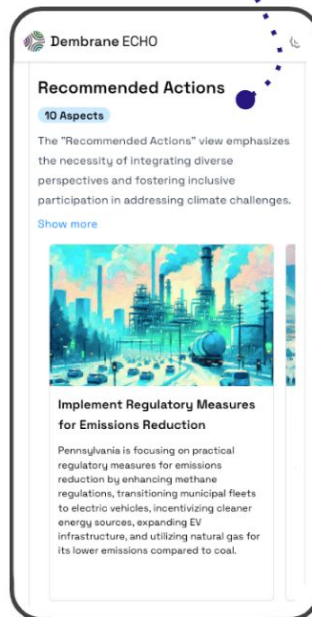 Dembrane ECHO
Recommended Actions
10 Aspects
The "Recommended Actions" view emphasizes
the necessity of integrating diverse
perspectives and fostering inclusive
participation in addressing climate challenges.
Show more
Implement Regulatory Measures
for Emissions Reduction
Pennsylvania is focusing on practical
regulatory measures for emissions
reduction by enhancing methane
regulations, transitioning municipal fleets
to electric vehicles, incentivizing cleaner
energy sources, expanding EV
infrastructure, and utilizing natural gas for
its lower emissions compared to coal.